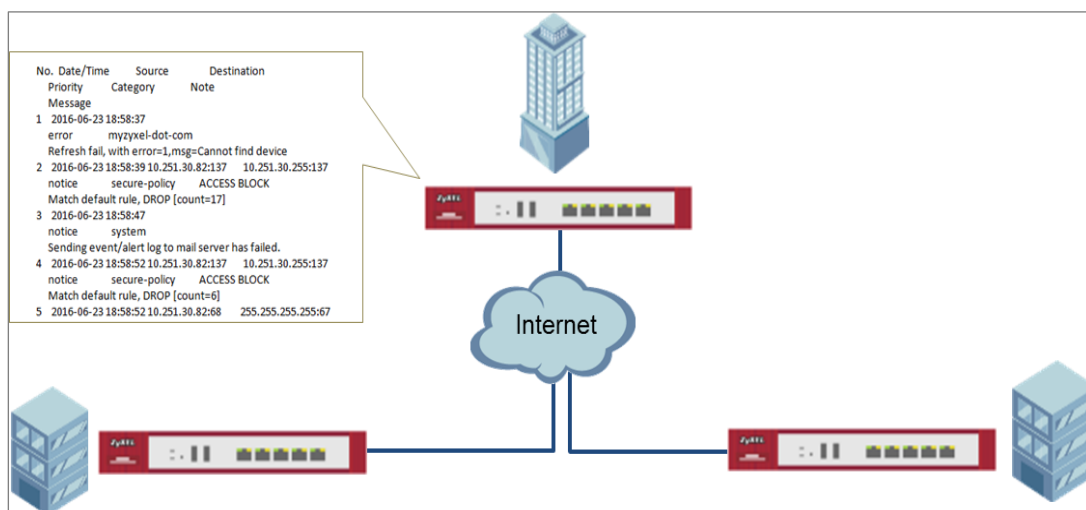 No. Date/Time Source Destination
Priority Category Note
Message
1 2016-06-23 18:58:37
error myzyxel-dot-com
Refresh fail, with error=1,msg=Cannot find device
2 2016-06-23 18:58:39 10.251.30.82:137 10.251.30.255:137
notice secure-policy ACCESS BLOCK
Match default rule, DROP [count=17]
3 2016-06-23 18:58:47
notice system
Sending event/alert log to mail server has failed.
4 2016-06-23 18:58:52 10.251.30.82:137 10.251.30.255:137
notice secure-policy ACCESS BLOCK
Match default rule, DROP [count=6]
5 2016-06-23 18:58:52 10.251.30.82:68 255.255.255.255:67
ZyXEL
Internet
ZyXEL
ZyXEL